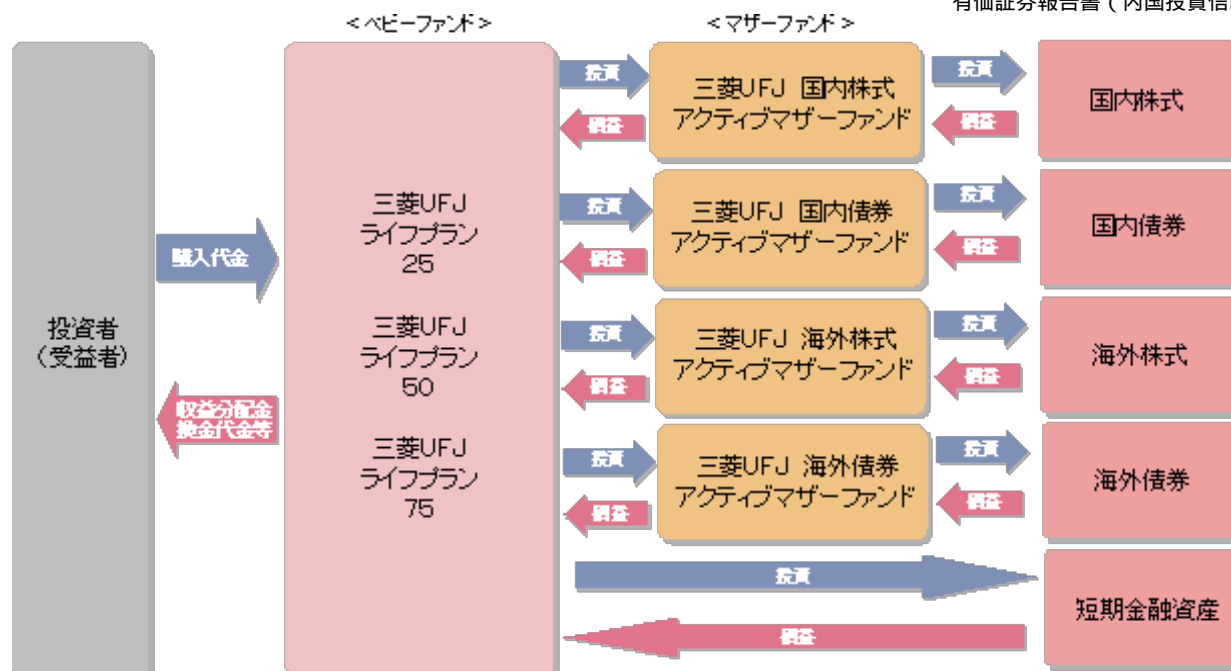 有価証券報告書（内国投資信
＜ベビーファンド＞
＜マザーファンド＞
投資者
（受益者）
購入代金
収益分配金
換金代金等
三菱UFJ
ライフプラン
25
三菱UFJ
ライフプラン
50
三菱UFJ
ライフプラン
75
投資
損益
三菱UFJ 国内株式
アクティブマザーファンド
投資
損益
国内株式
投資
損益
三菱UFJ 国内債券
アクティブマザーファンド
投資
損益
国内債券
投資
損益
三菱UFJ 海外株式
アクティブマザーファンド
投資
損益
海外株式
投資
損益
三菱UFJ 海外債券
アクティブマザーファンド
投資
損益
海外債券
投資
損益
短期金融資産